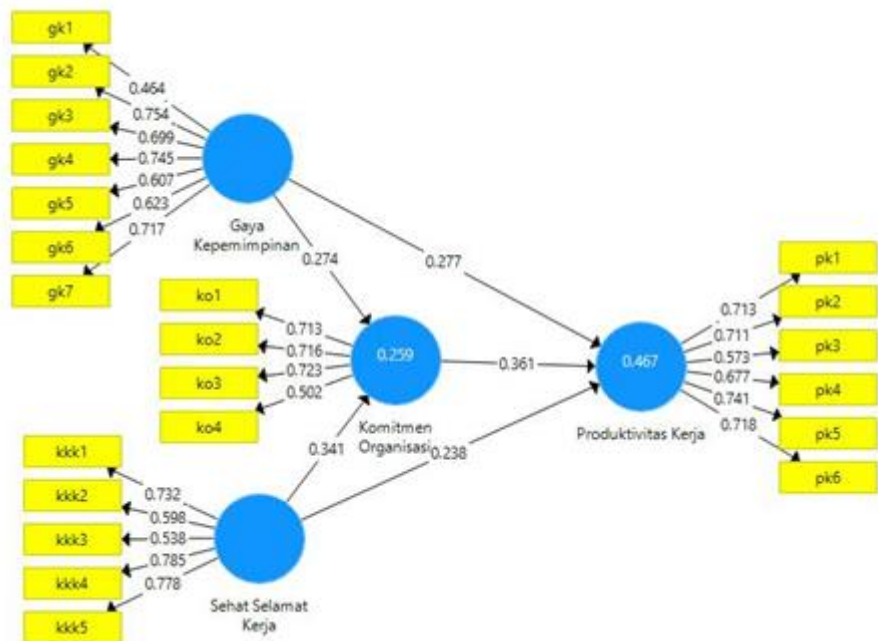 gk1
gk2
gk3
gk4
gk5
gk6
gk7
0.464
0.754
0.699
0.745
0.607
0.623
0.717
Gaya
Kepemimpinan
0.274
0.277
ko1
ko2
ko3
ko4
0.713
0.716
0.723
0.502
0.259
Komitmen
Organisasi
0.361
0.467
Produktivitas Kerja
0.713
0.711
0.573
0.677
0.741
0.718
pk1
pk2
pk3
pk4
pk5
pk6
0.341
0.238
kkk1
kkk2
kkk3
kkk4
kkk5
0.732
0.598
0.538
0.785
0.778
Sehat Selamat
Kerja